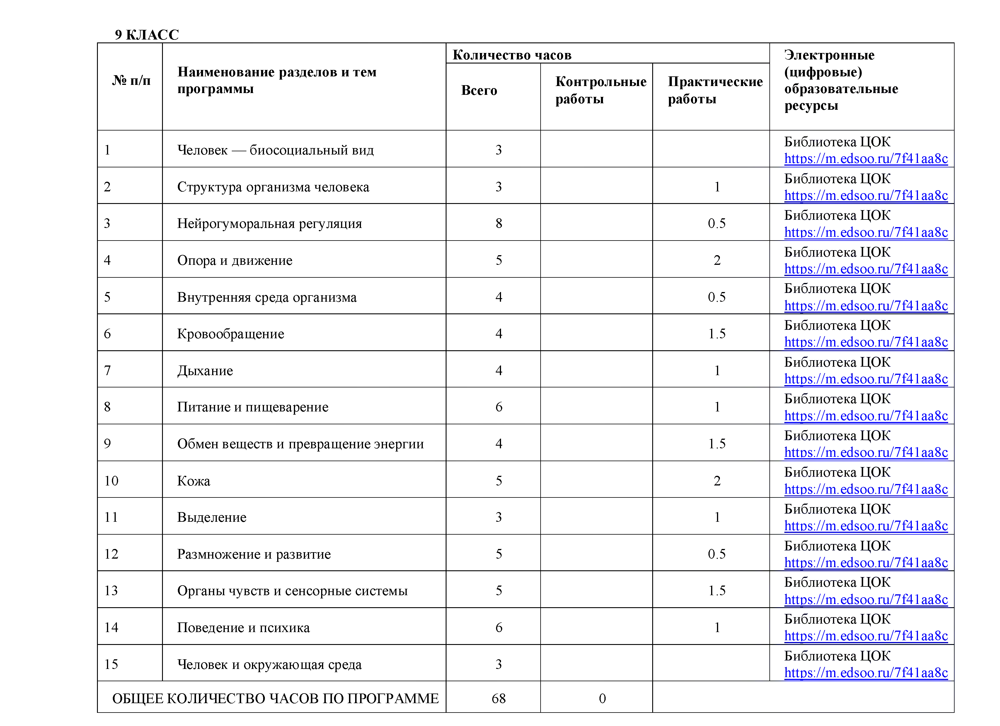 9 КЛАСС
№ п/п
Наименование разделов и тем
программы
Количество часов
Всего
Контрольные
работы
Практические
работы
Электронные
(цифровые)
образовательные
ресурсы
1 Человек — биосоциальный вид 3 Библиотека ЦОК
https://m.edsoo.ru/7f41aa8c
2 Структура организма человека 3 1 Библиотека ЦОК
https://m.edsoo.ru/7f41aa8c
3 Нейрогуморальная регуляция 8 0.5 Библиотека ЦОК
https://m.edsoo.ru/7f41aa8c
4 Опора и движение 5 2 Библиотека ЦОК
https://m.edsoo.ru/7f41aa8c
5 Внутренняя среда организма 4 0.5 Библиотека ЦОК
https://m.edsoo.ru/7f41aa8c
6 Кровообращение 4 1.5 Библиотека ЦОК
https://m.edsoo.ru/7f41aa8c
7 Дыхание 4 1 Библиотека ЦОК
https://m.edsoo.ru/7f41aa8c
8 Питание и пищеварение 6 1 Библиотека ЦОК
https://m.edsoo.ru/7f41aa8c
9 Обмен веществ и превращение энергии 4 1.5 Библиотека ЦОК
https://m.edsoo.ru/7f41aa8c
10 Кожа 5 2 Библиотека ЦОК
https://m.edsoo.ru/7f41aa8c
11 Выделение 3 1 Библиотека ЦОК
https://m.edsoo.ru/7f41aa8c
12 Размножение и развитие 5 0.5 Библиотека ЦОК
https://m.edsoo.ru/7f41aa8c
13 Органы чувств и сенсорные системы 5 1.5 Библиотека ЦОК
https://m.edsoo.ru/7f41aa8c
14 Поведение и психика 6 1 Библиотека ЦОК
https://m.edsoo.ru/7f41aa8c
15 Человек и окружающая среда 3 Библиотека ЦОК
https://m.edsoo.ru/7f41aa8c
ОБЩЕЕ КОЛИЧЕСТВО ЧАСОВ ПО ПРОГРАММЕ 68 0